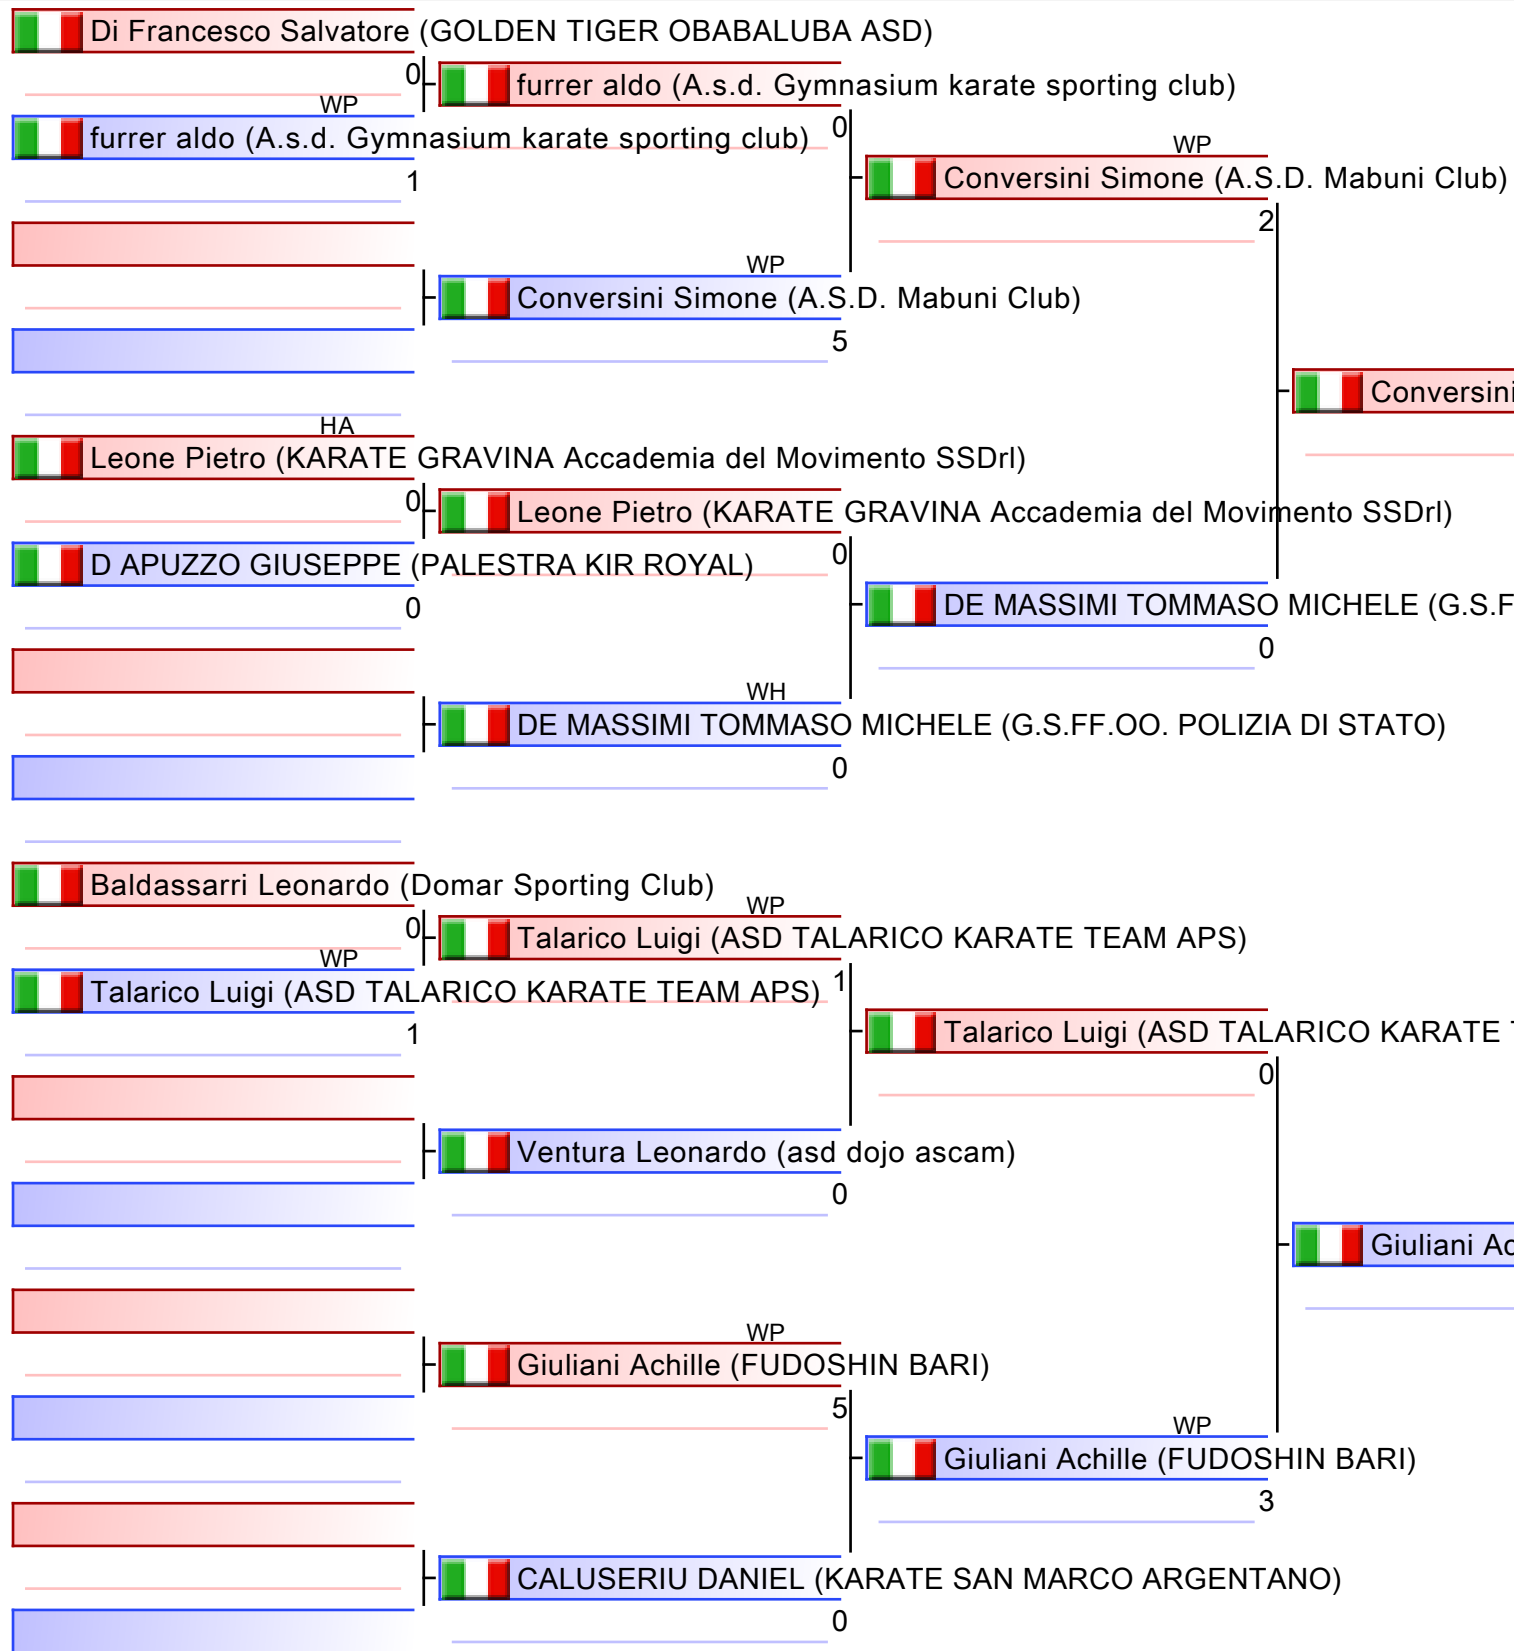 Di Francesco Salvatore (GOLDEN TIGER OBABALUBA ASD)
0
furrer aldo (A.s.d. Gymnasium karate sporting club)
WP
furrer aldo (A.s.d. Gymnasium karate sporting club)
0
WP
Conversini Simone (A.S.D. Mabuni Club)
1
2
WP
Conversini Simone (A.S.D. Mabuni Club)
5
Conversini
HA
Leone Pietro (KARATE GRAVINA Accademia del Movimento SSDrl)
0
Leone Pietro (KARATE GRAVINA Accademia del Movimento SSDrl)
D APUZZO GIUSEPPE (PALESTRA KIR ROYAL)
0
0
DE MASSIMI TOMMASO MICHELE (G.S.F
0
WH
DE MASSIMI TOMMASO MICHELE (G.S.FF.OO. POLIZIA DI STATO)
0
Baldassarri Leonardo (Domar Sporting Club)
0
WP
Talarico Luigi (ASD TALARICO KARATE TEAM APS)
WP
Talarico Luigi (ASD TALARICO KARATE TEAM APS)
1
1
Talarico Luigi (ASD TALARICO KARATE
0
Ventura Leonardo (asd dojo ascam)
0
Giuliani Ac
WP
Giuliani Achille (FUDOSHIN BARI)
5
WP
Giuliani Achille (FUDOSHIN BARI)
3
CALUSERIU DANIEL (KARATE SAN MARCO ARGENTANO)
0